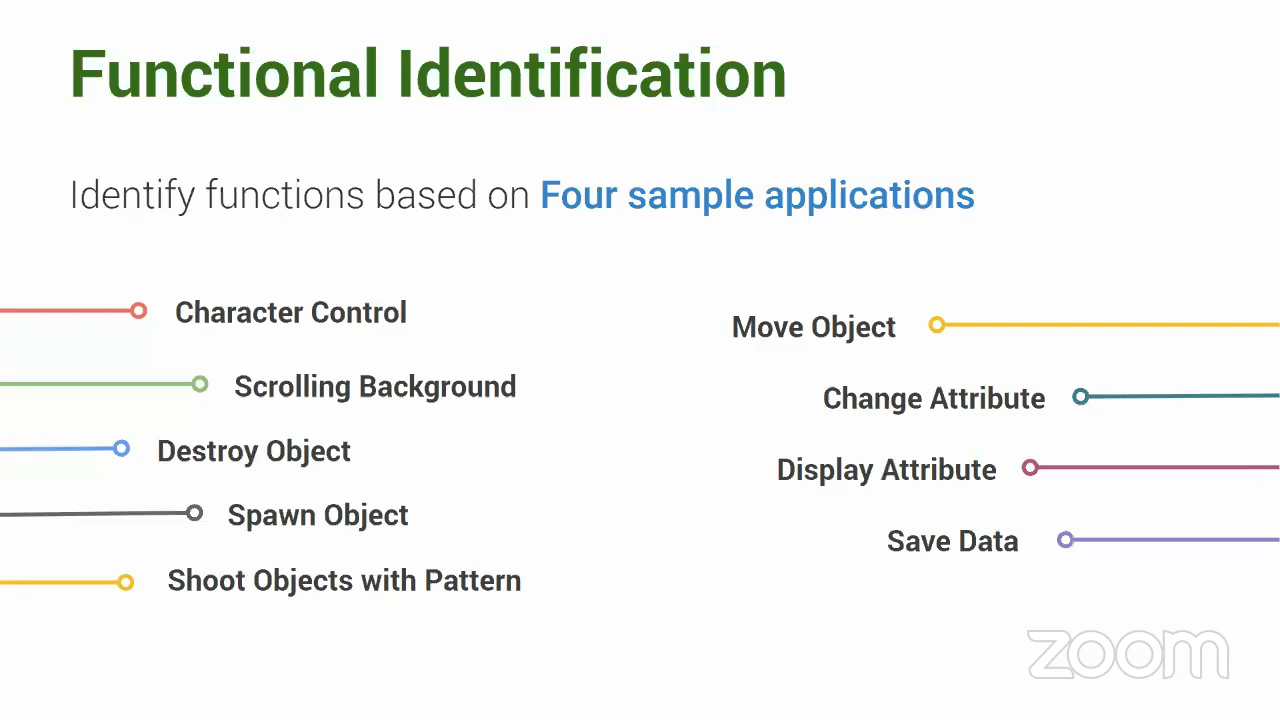 Functional Identification
Identify functions based on Four sample applications
Character Control
Scrolling Background
Destroy Object
Spawn Object
Shoot Objects with Pattern
Move Object
Change Attribute
Display Attribute
Save Data
zoom